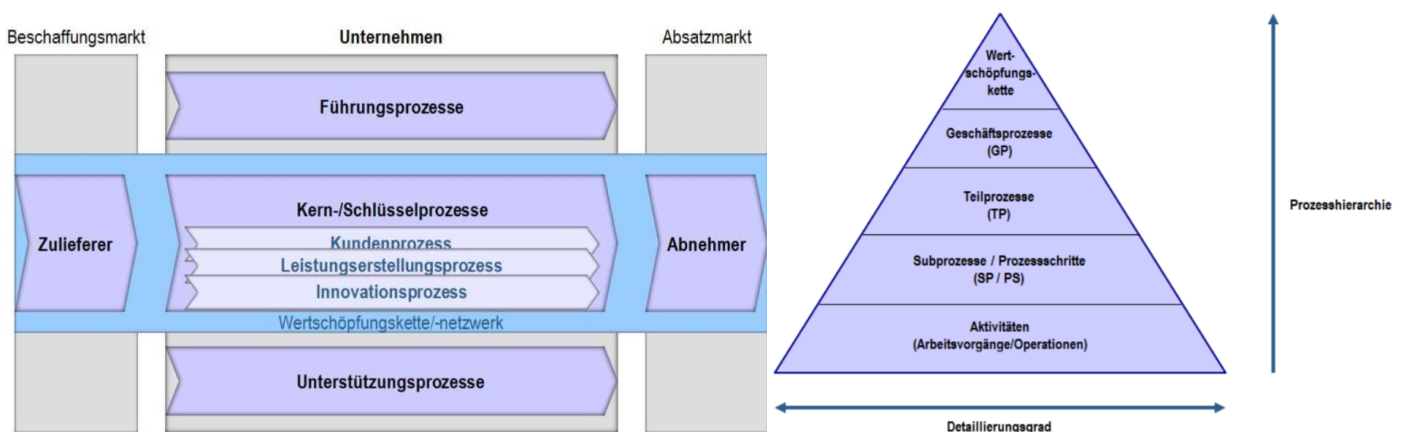 Beschaffungsmarkt
Unternehmen
Absatzmarkt
Führungsprozesse
Zulieferer
Kern-/Schlüsselprozesse
Kundenprozess
Leistungserstellungsprozess
Innovationsprozess
Abnehmer
Wertschöpfungskette/-netzwerk
Unterstützungsprozesse
Wert-
schöpfungs-
kette
Geschäftsprozesse
(GP)
Teilprozesse
(TP)
Subprozesse / Prozessschritte
(SP / PS)
Aktivitäten
(Arbeitsvorgänge/Operationen)
Prozesshierarchie
Detaillierungsgrad